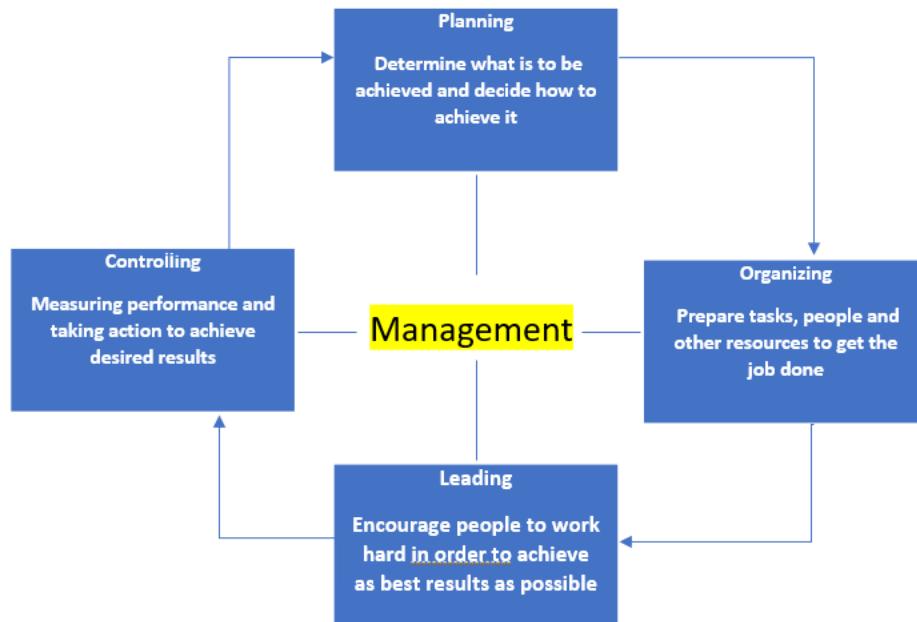 Planning
Determine what is to be
achieved and decide how to
achieve it
Controlling
Measuring performance and
taking action to achieve
desired results
Management
Organizing
Prepare tasks, people and
other resources to get the
job done
Leading
Encourage people to work
hard in order to achieve
as best results as possible